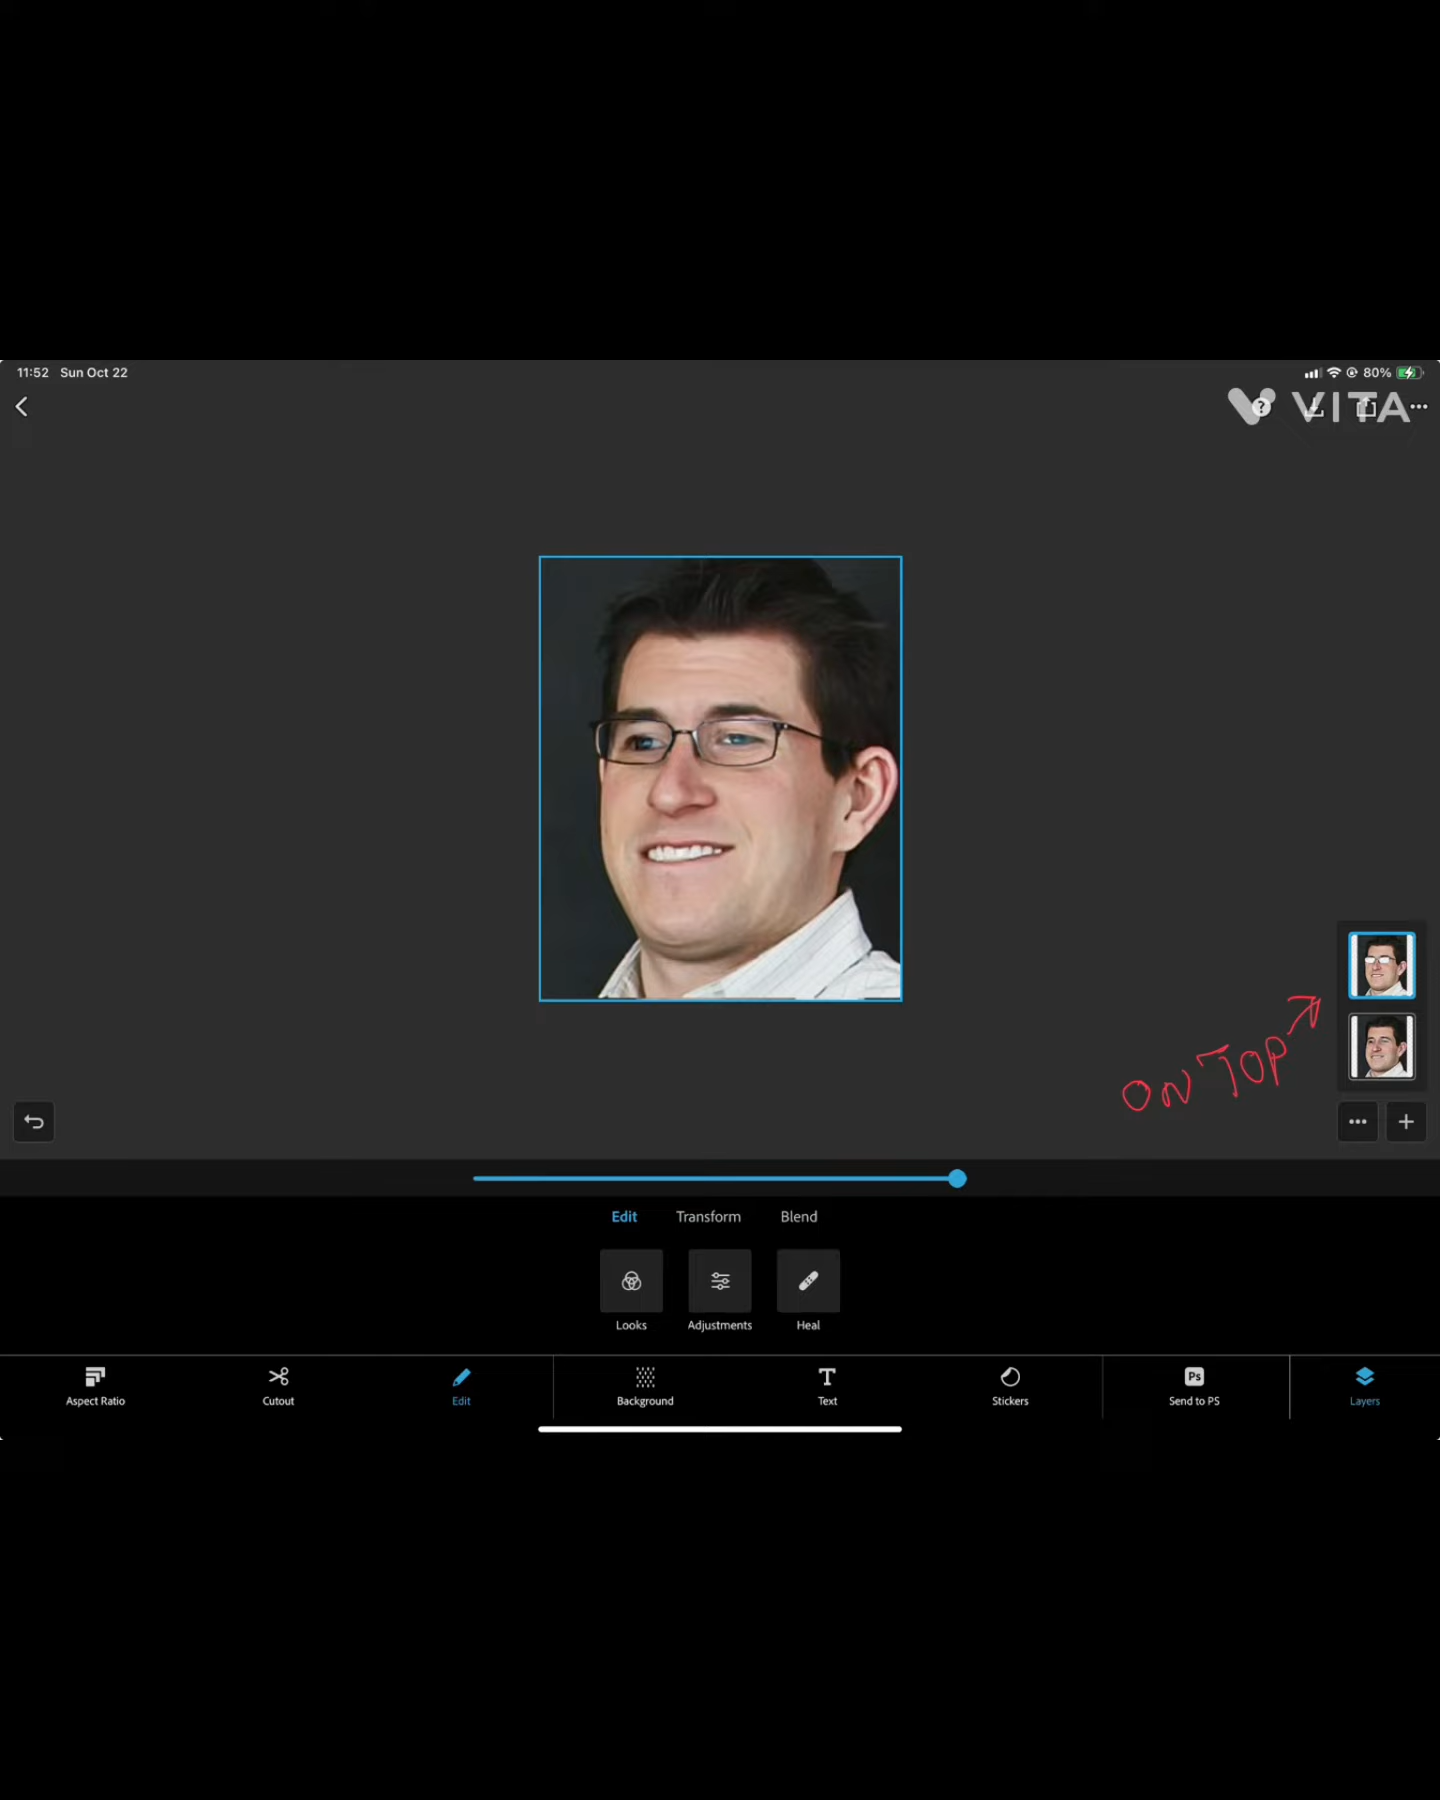 11:52 Sun Oct 22
80%
? VITA
ON TOP
Edit Transform Blend
Looks Adjustments Heal
Aspect Ratio Cutout Edit Background Text Stickers Ps Send to PS Layers